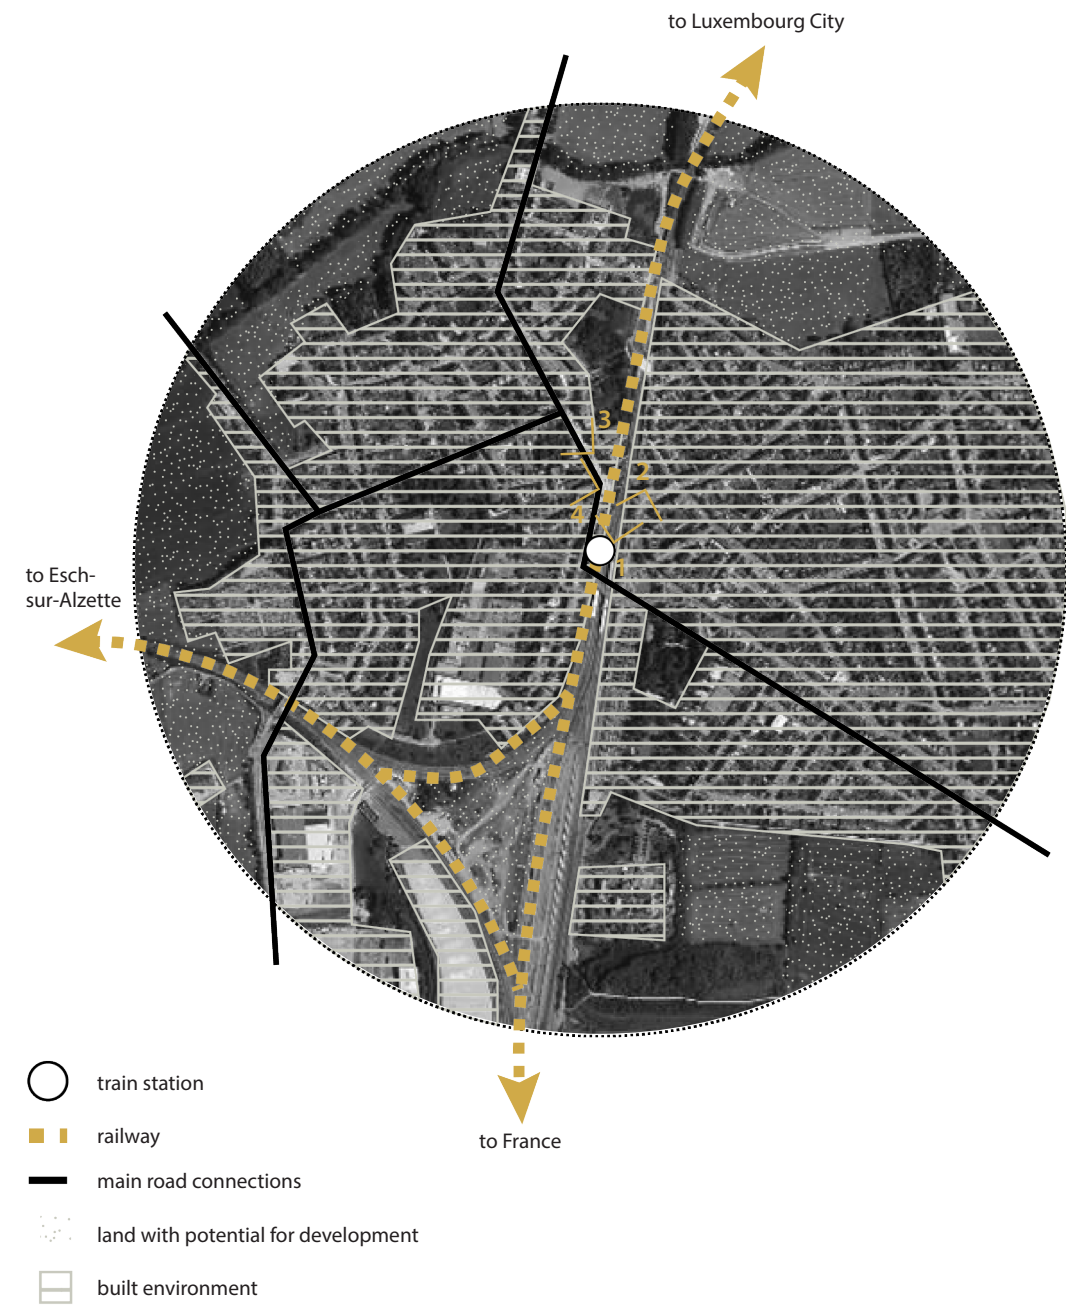 to Luxembourg City
3
2
4
1
to Esch-
sur-Alzette
train station
railway
to France
main road connections
land with potential for development
built environment